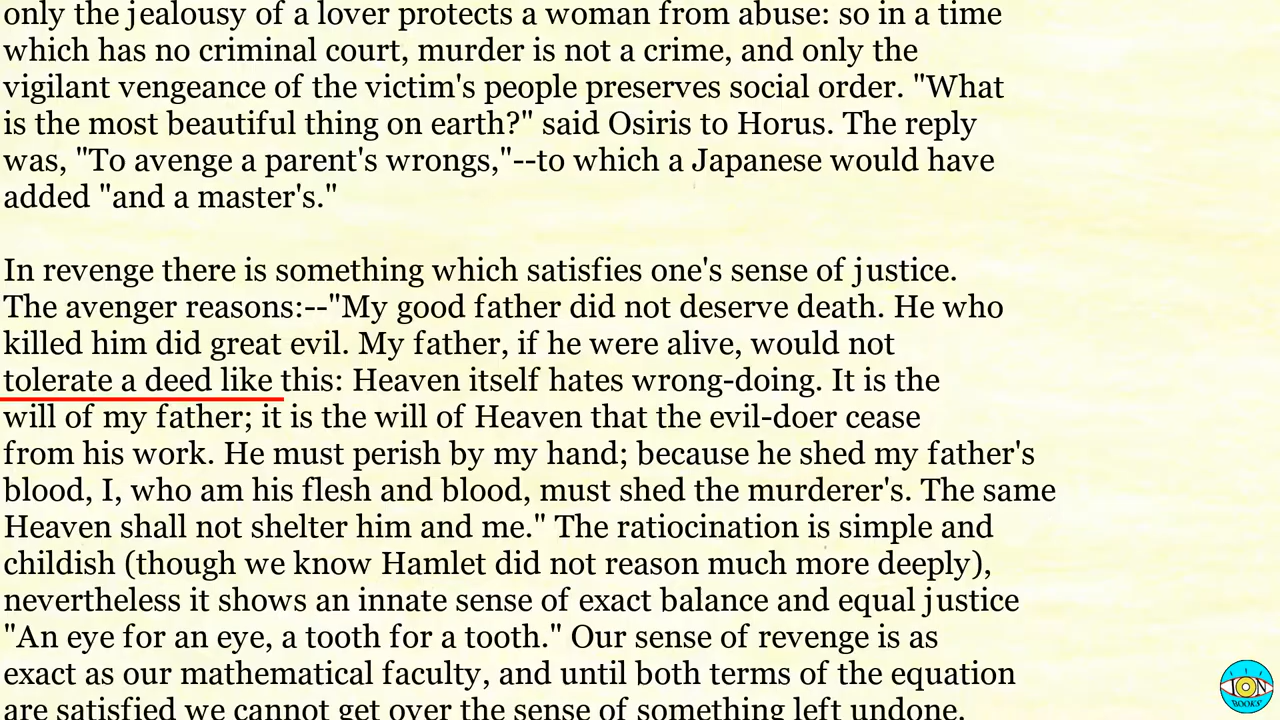 only the jealousy of a lover protects a woman from abuse: so in a time
which has no criminal court, murder is not a crime, and only the
vigilant vengeance of the victim's people preserves social order. "What
is the most beautiful thing on earth?" said Osiris to Horus. The reply
was, "To avenge a parent's wrongs,"--to which a Japanese would have
added "and a master's."
In revenge there is something which satisfies one's sense of justice.
The avenger reasons:--"My good father did not deserve death. He who
killed him did great evil. My father, if he were alive, would not
tolerate a deed like this: Heaven itself hates wrong-doing. It is the
will of my father; it is the will of Heaven that the evil-doer cease
from his work. He must perish by my hand; because he shed my father's
blood, I, who am his flesh and blood, must shed the murderer's. The same
Heaven shall not shelter him and me." The ratiocination is simple and
childish (though we know Hamlet did not reason much more deeply),
nevertheless it shows an innate sense of exact balance and equal justice
"An eye for an eye, a tooth for a tooth." Our sense of revenge is as
exact as our mathematical faculty, and until both terms of the equation
are satisfied we cannot get over the sense of something left undone.
ION
BOOKS